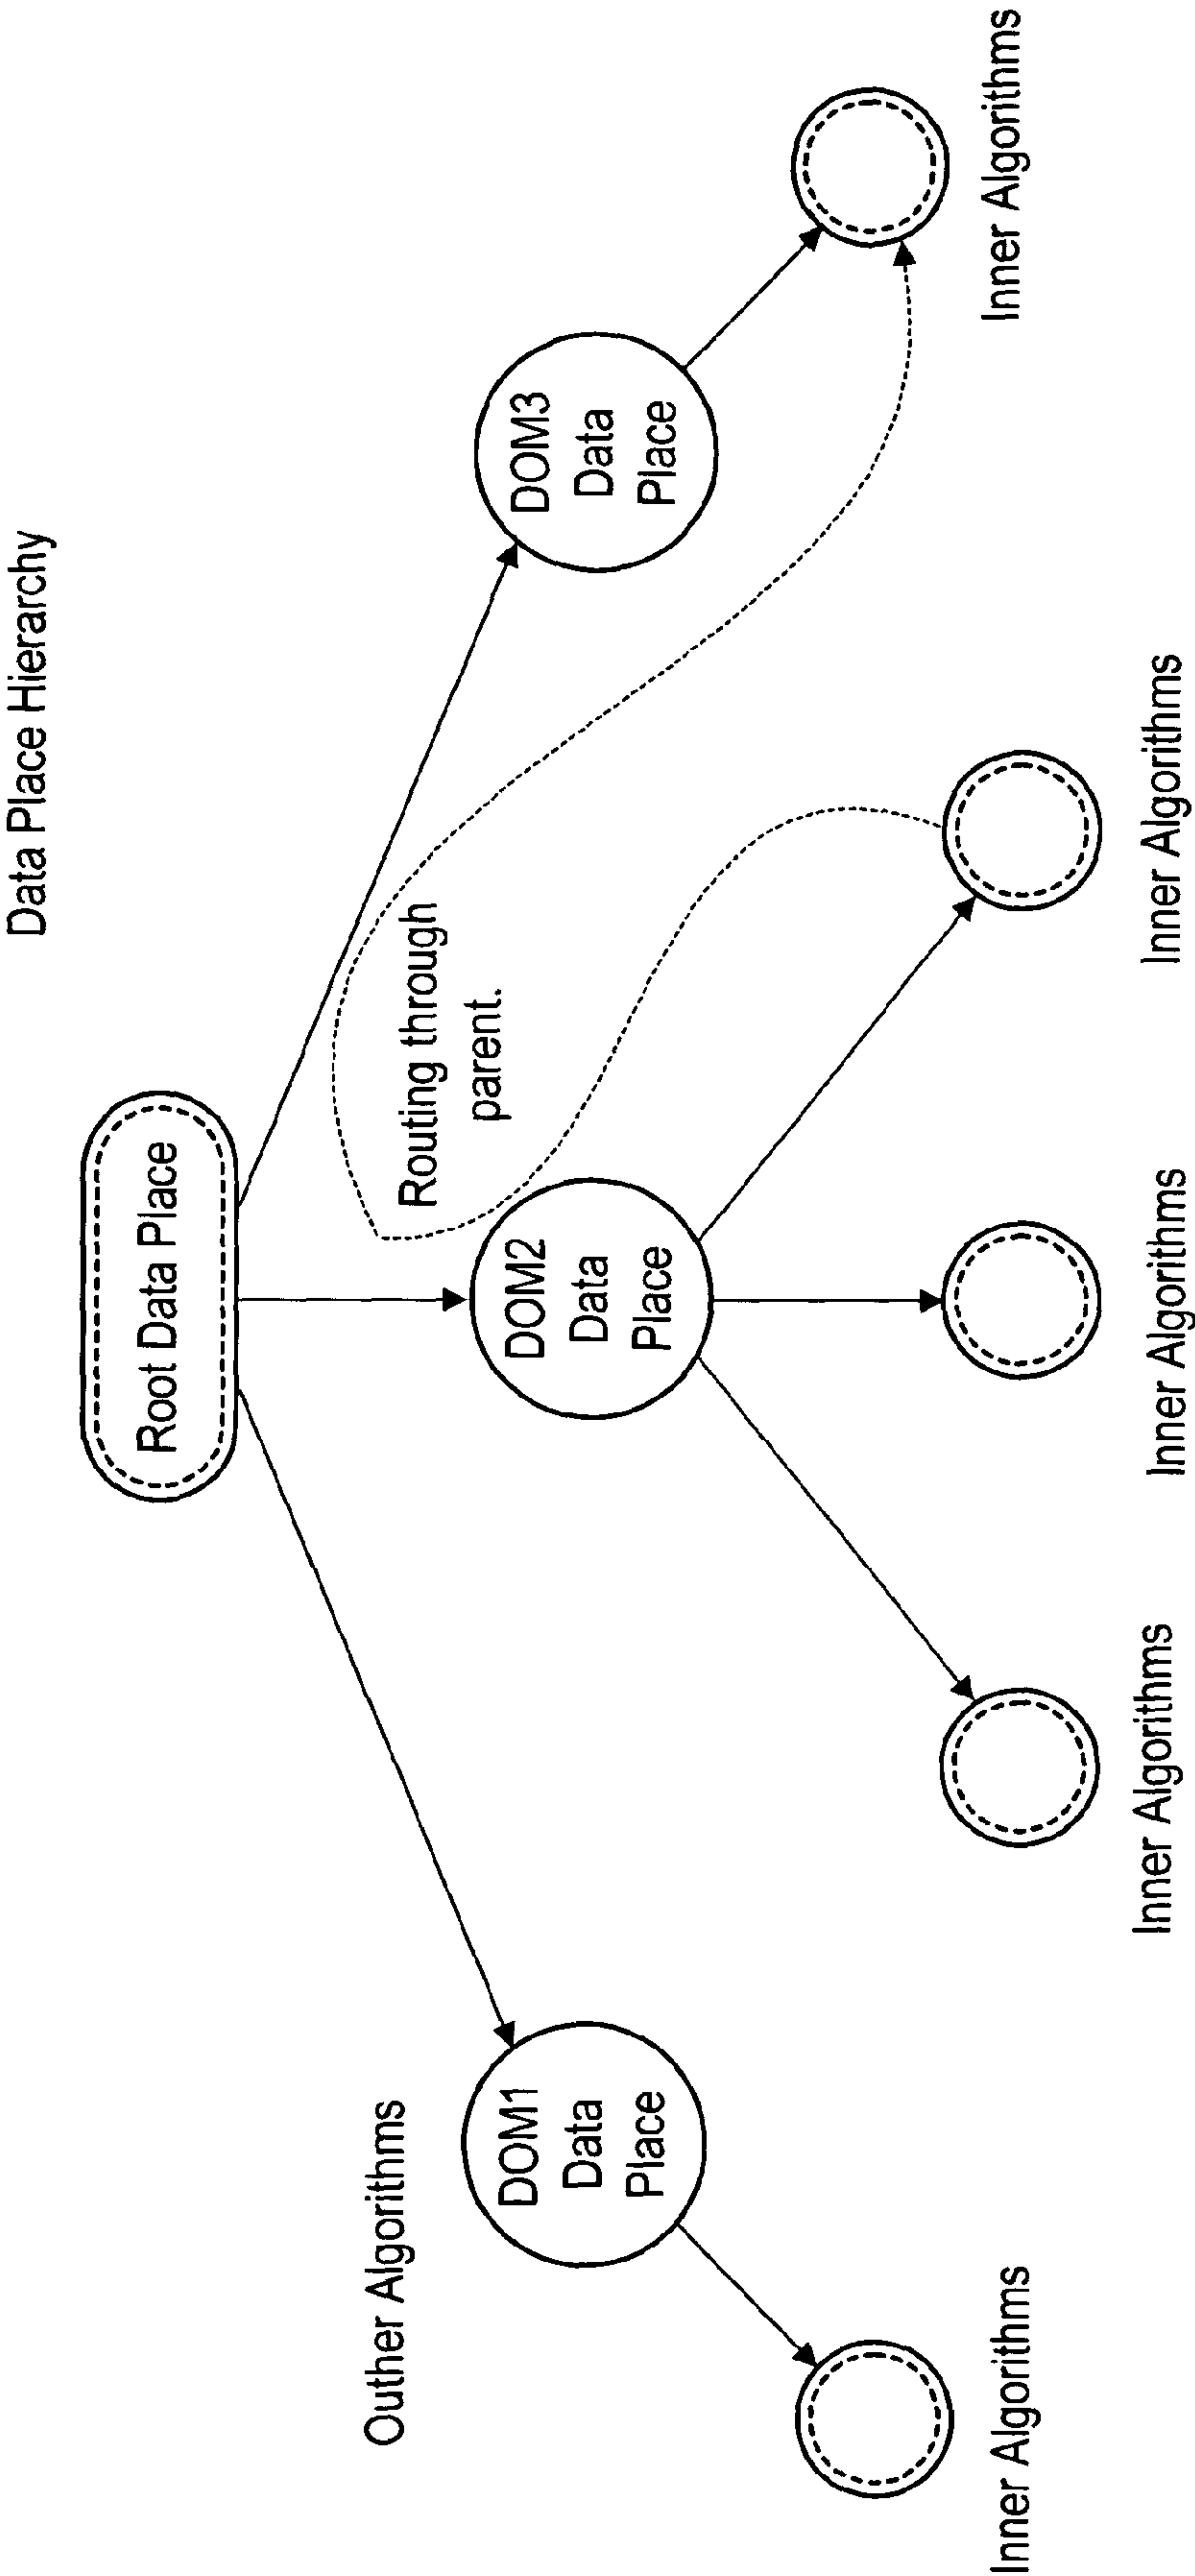 Data Place Hierarchy
Root Data Place
Routing through
parent.
Outher Algorithms
DOM1
Data
Place
DOM2
Data
Place
DOM3
Data
Place
Inner Algorithms
Inner Algorithms
Inner Algorithms
Inner Algorithms
Inner Algorithms